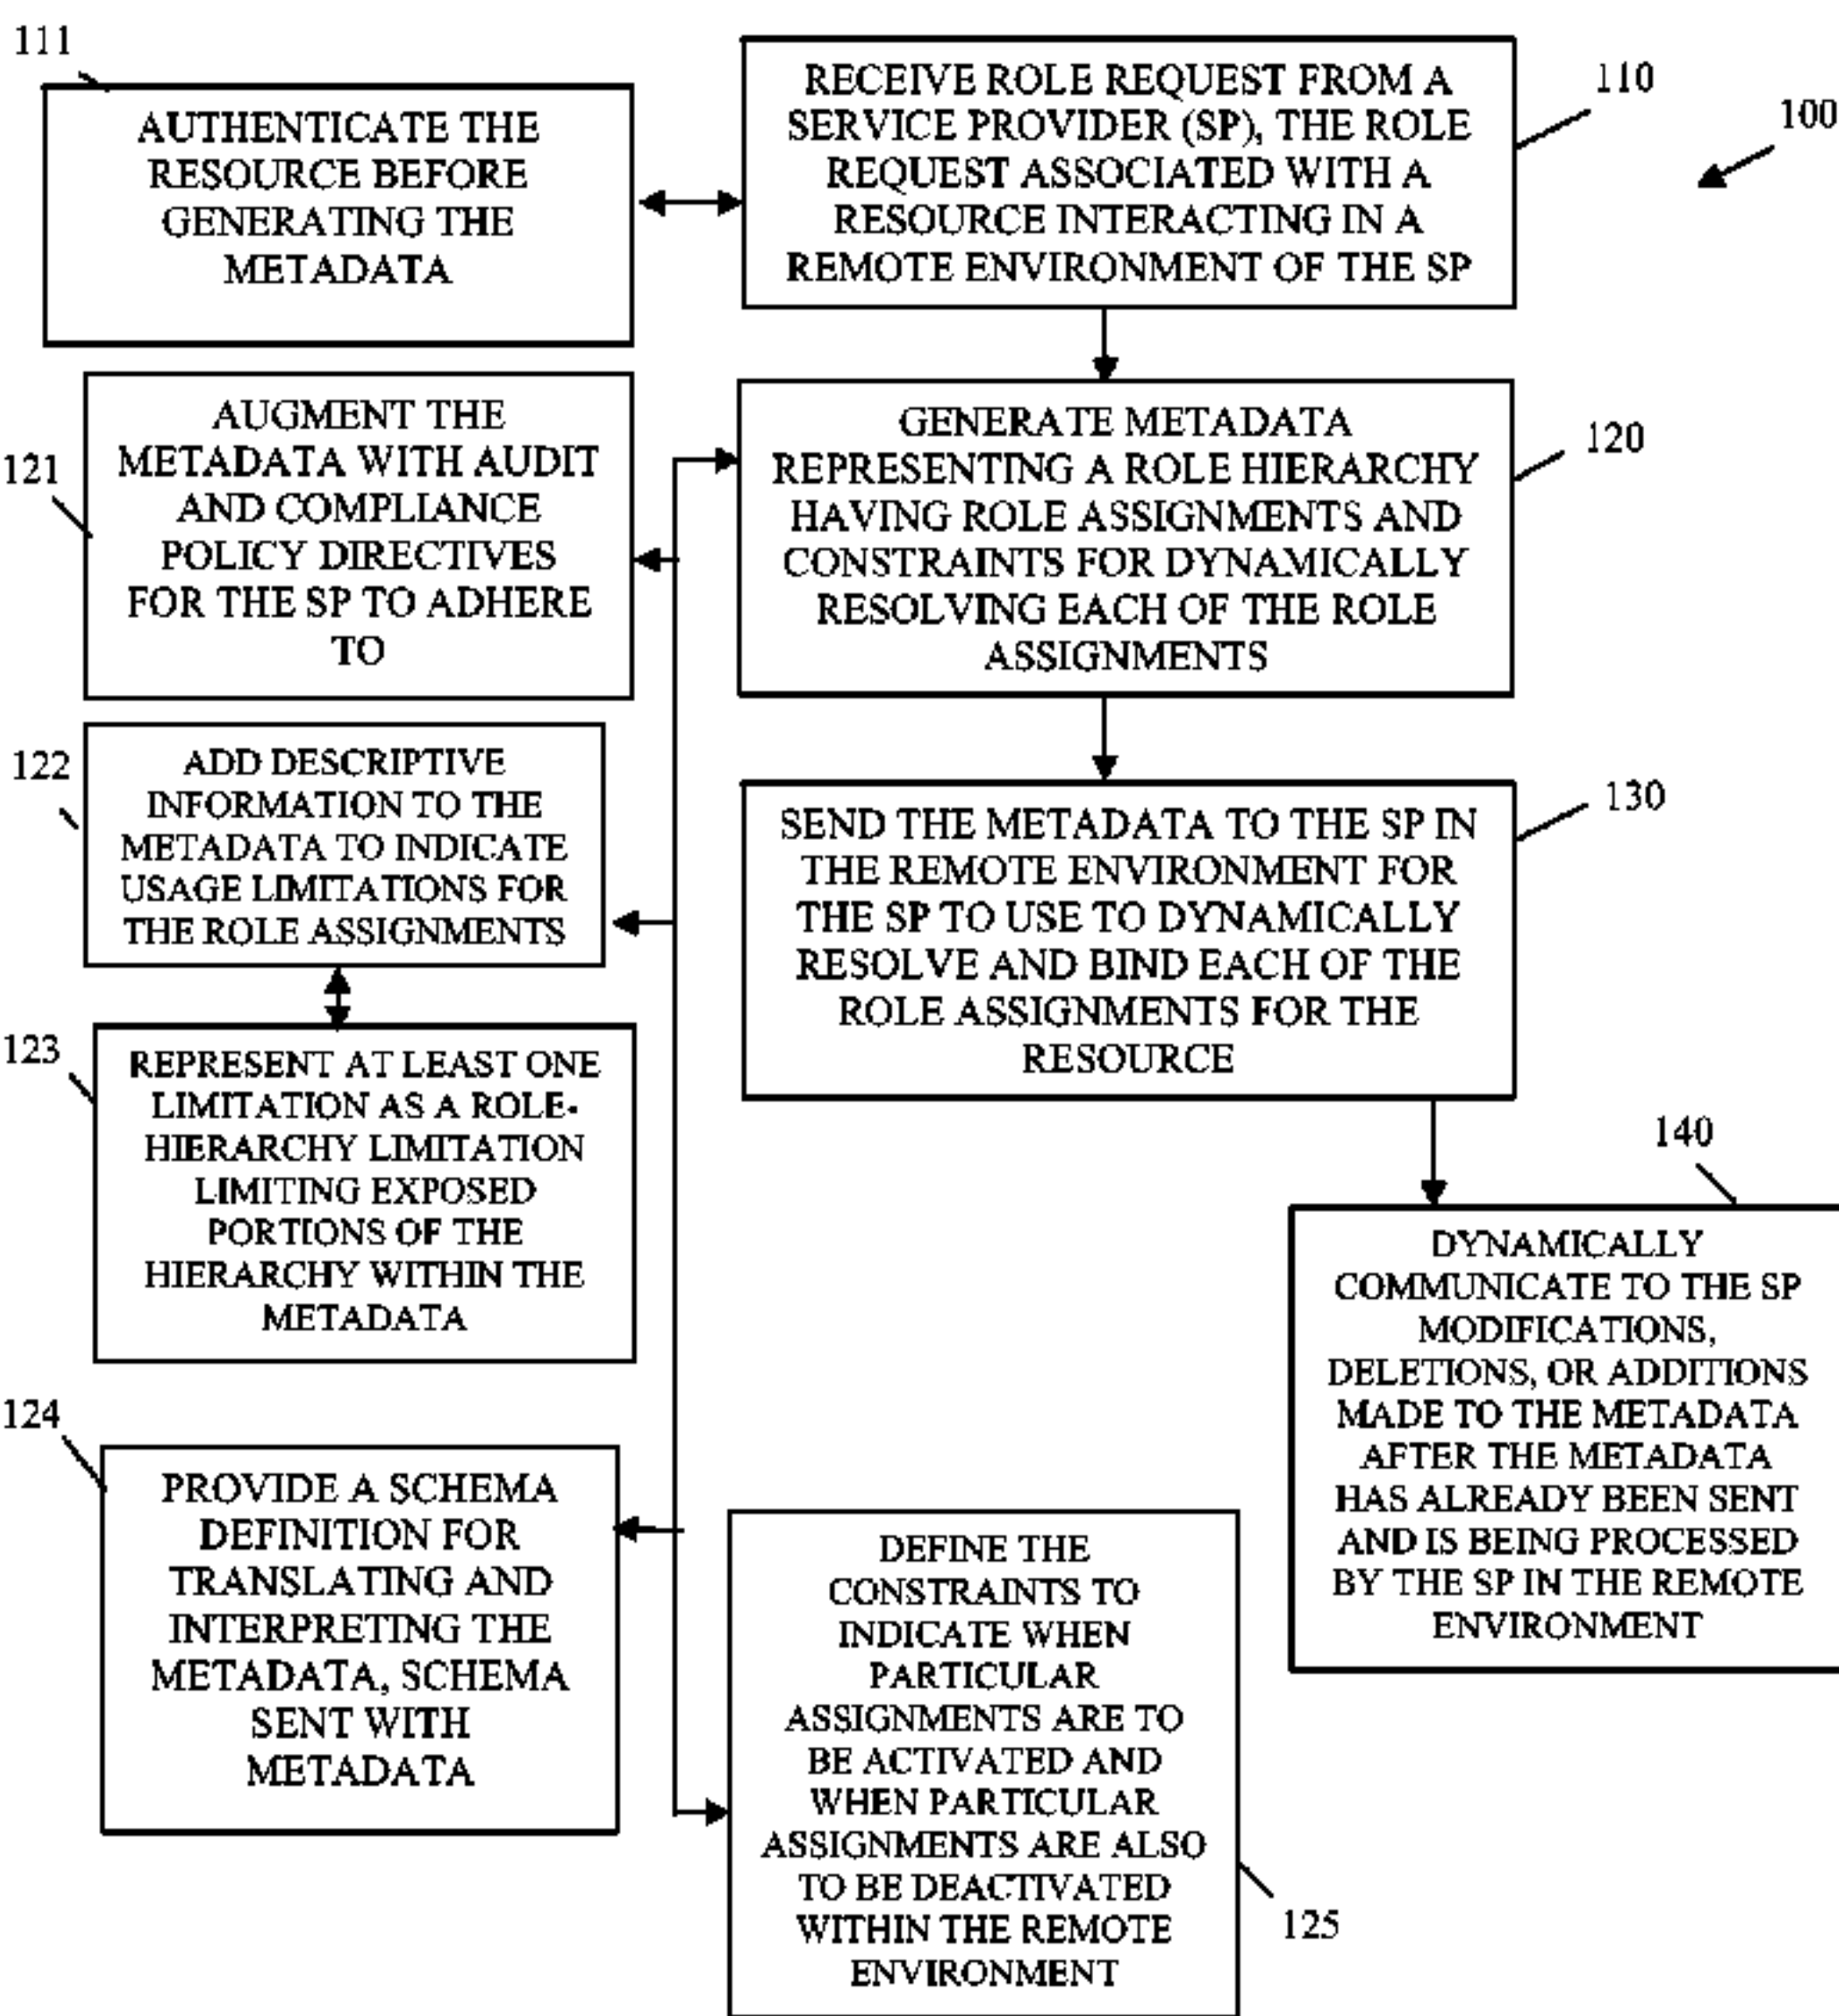 111
AUTHENTICATE THE
RESOURCE BEFORE
GENERATING THE
METADATA
RECEIVE ROLE REQUEST FROM A
SERVICE PROVIDER (SP), THE ROLE
REQUEST ASSOCIATED WITH A
RESOURCE INTERACTING IN A
REMOTE ENVIRONMENT OF THE SP
110
100
121
AUGMENT THE
METADATA WITH AUDIT
AND COMPLIANCE
POLICY DIRECTIVES
FOR THE SP TO ADHERE
TO
GENERATE METADATA
REPRESENTING A ROLE HIERARCHY
HAVING ROLE ASSIGNMENTS AND
CONSTRAINTS FOR DYNAMICALLY
RESOLVING EACH OF THE ROLE
ASSIGNMENTS
120
122
ADD DESCRIPTIVE
INFORMATION TO THE
METADATA TO INDICATE
USAGE LIMITATIONS FOR
THE ROLE ASSIGNMENTS
SEND THE METADATA TO THE SP IN
THE REMOTE ENVIRONMENT FOR
THE SP TO USE TO DYNAMICALLY
RESOLVE AND BIND EACH OF THE
ROLE ASSIGNMENTS FOR THE
RESOURCE
130
123
REPRESENT AT LEAST ONE
LIMITATION AS A ROLE-
HIERARCHY LIMITATION
LIMITING EXPOSED
PORTIONS OF THE
HIERARCHY WITHIN THE
METADATA
140
DYNAMICALLY
COMMUNICATE TO THE SP
MODIFICATIONS,
DELETIONS, OR ADDITIONS
MADE TO THE METADATA
AFTER THE METADATA
HAS ALREADY BEEN SENT
AND IS BEING PROCESSED
BY THE SP IN THE REMOTE
ENVIRONMENT
124
PROVIDE A SCHEMA
DEFINITION FOR
TRANSLATING AND
INTERPRETING THE
METADATA, SCHEMA
SENT WITH
METADATA
DEFINE THE
CONSTRAINTS TO
INDICATE WHEN
PARTICULAR
ASSIGNMENTS ARE TO
BE ACTIVATED AND
WHEN PARTICULAR
ASSIGNMENTS ARE ALSO
TO BE DEACTIVATED
WITHIN THE REMOTE
ENVIRONMENT
125